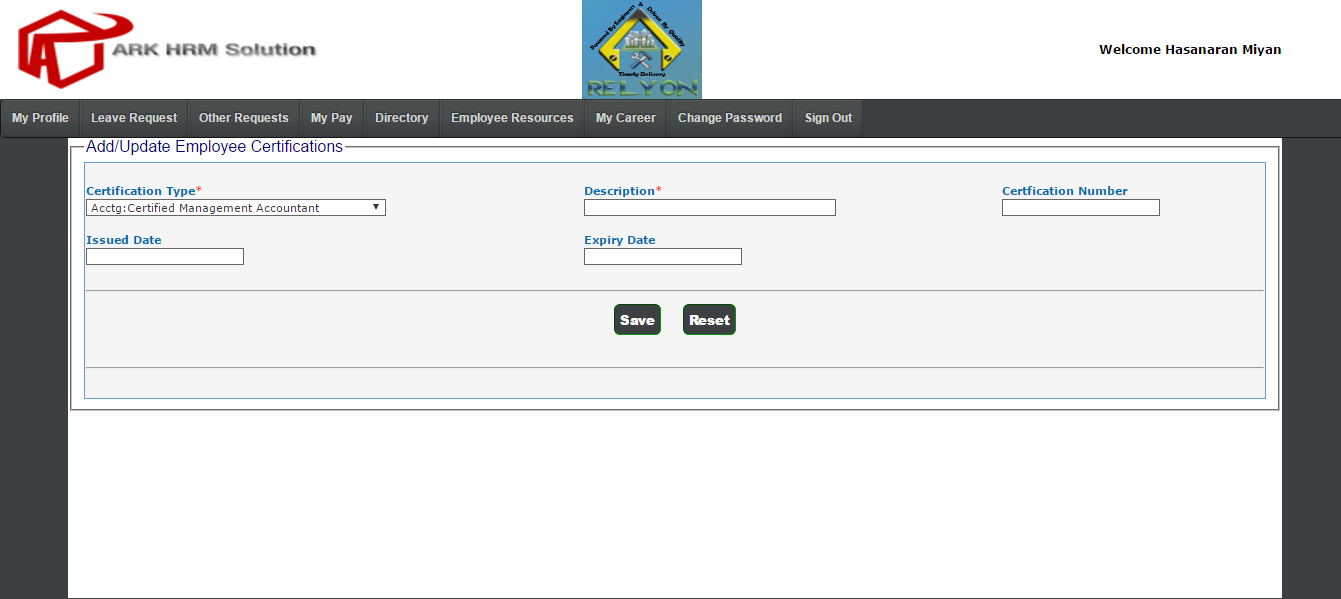 ARK HRM Solution
Powered By Engineers & Driven By Quality
Timely Delivery
RELYON
Welcome Hasanaran Miyan
My Profile Leave Request Other Requests My Pay Directory Employee Resources My Career Change Password Sign Out
Add/Update Employee Certifications
Certification Type* Description* Certfication Number
Acctg:Certified Management Accountant
Issued Date Expiry Date
Save Reset